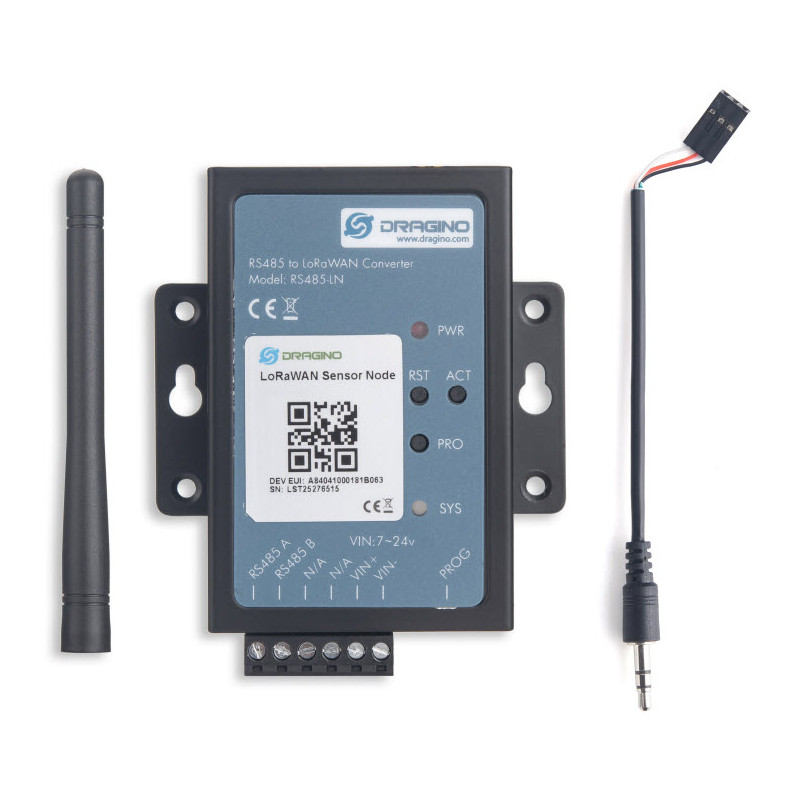 DRAGINO
www.dragino.com
RS485 to LoRaWAN Converter
Model: RS485-LN
CE
PWR
DRAGINO
LoRaWAN Sensor Node
RST ACT
PRO
DEV EUI: A84041000181B063
SN: LST25276515
CE
SYS
VIN:7~24v
RS485 A
RS485 B
N/A
N/A
VIN+
VIN-
PROG